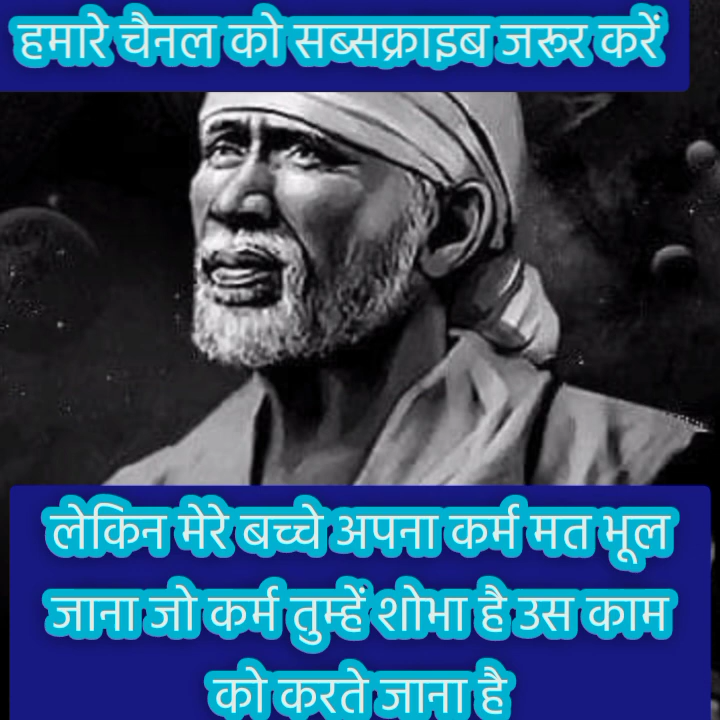 हमारे चैनल को सब्सक्राइब जरूर करें
लेकिन मेरे बच्चे अपना कर्म मत भूल
जाना जो कर्म तुम्हें शोभा है उस काम
को करते जाना है